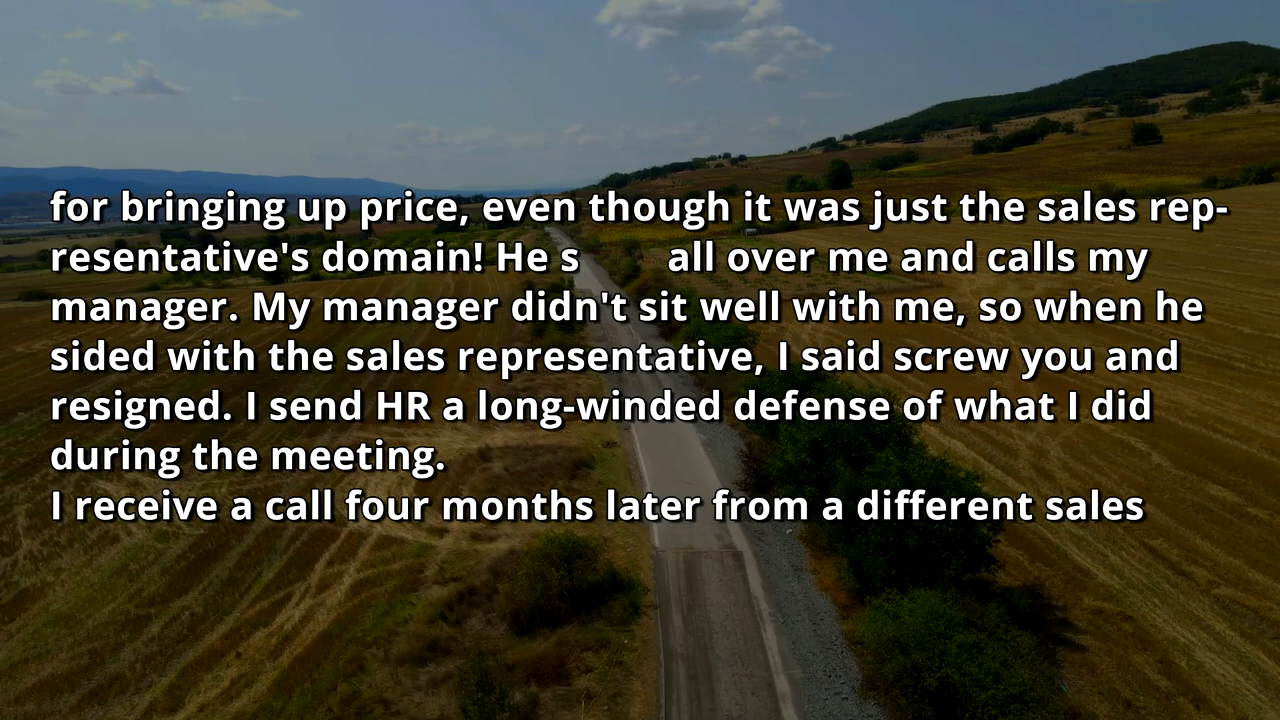 for bringing up price, even though it was just the sales rep-
resentative's domain! He s all over me and calls my
manager. My manager didn't sit well with me, so when he
sided with the sales representative, I said screw you and
resigned. I send HR a long-winded defense of what I did
during the meeting.
I receive a call four months later from a different sales